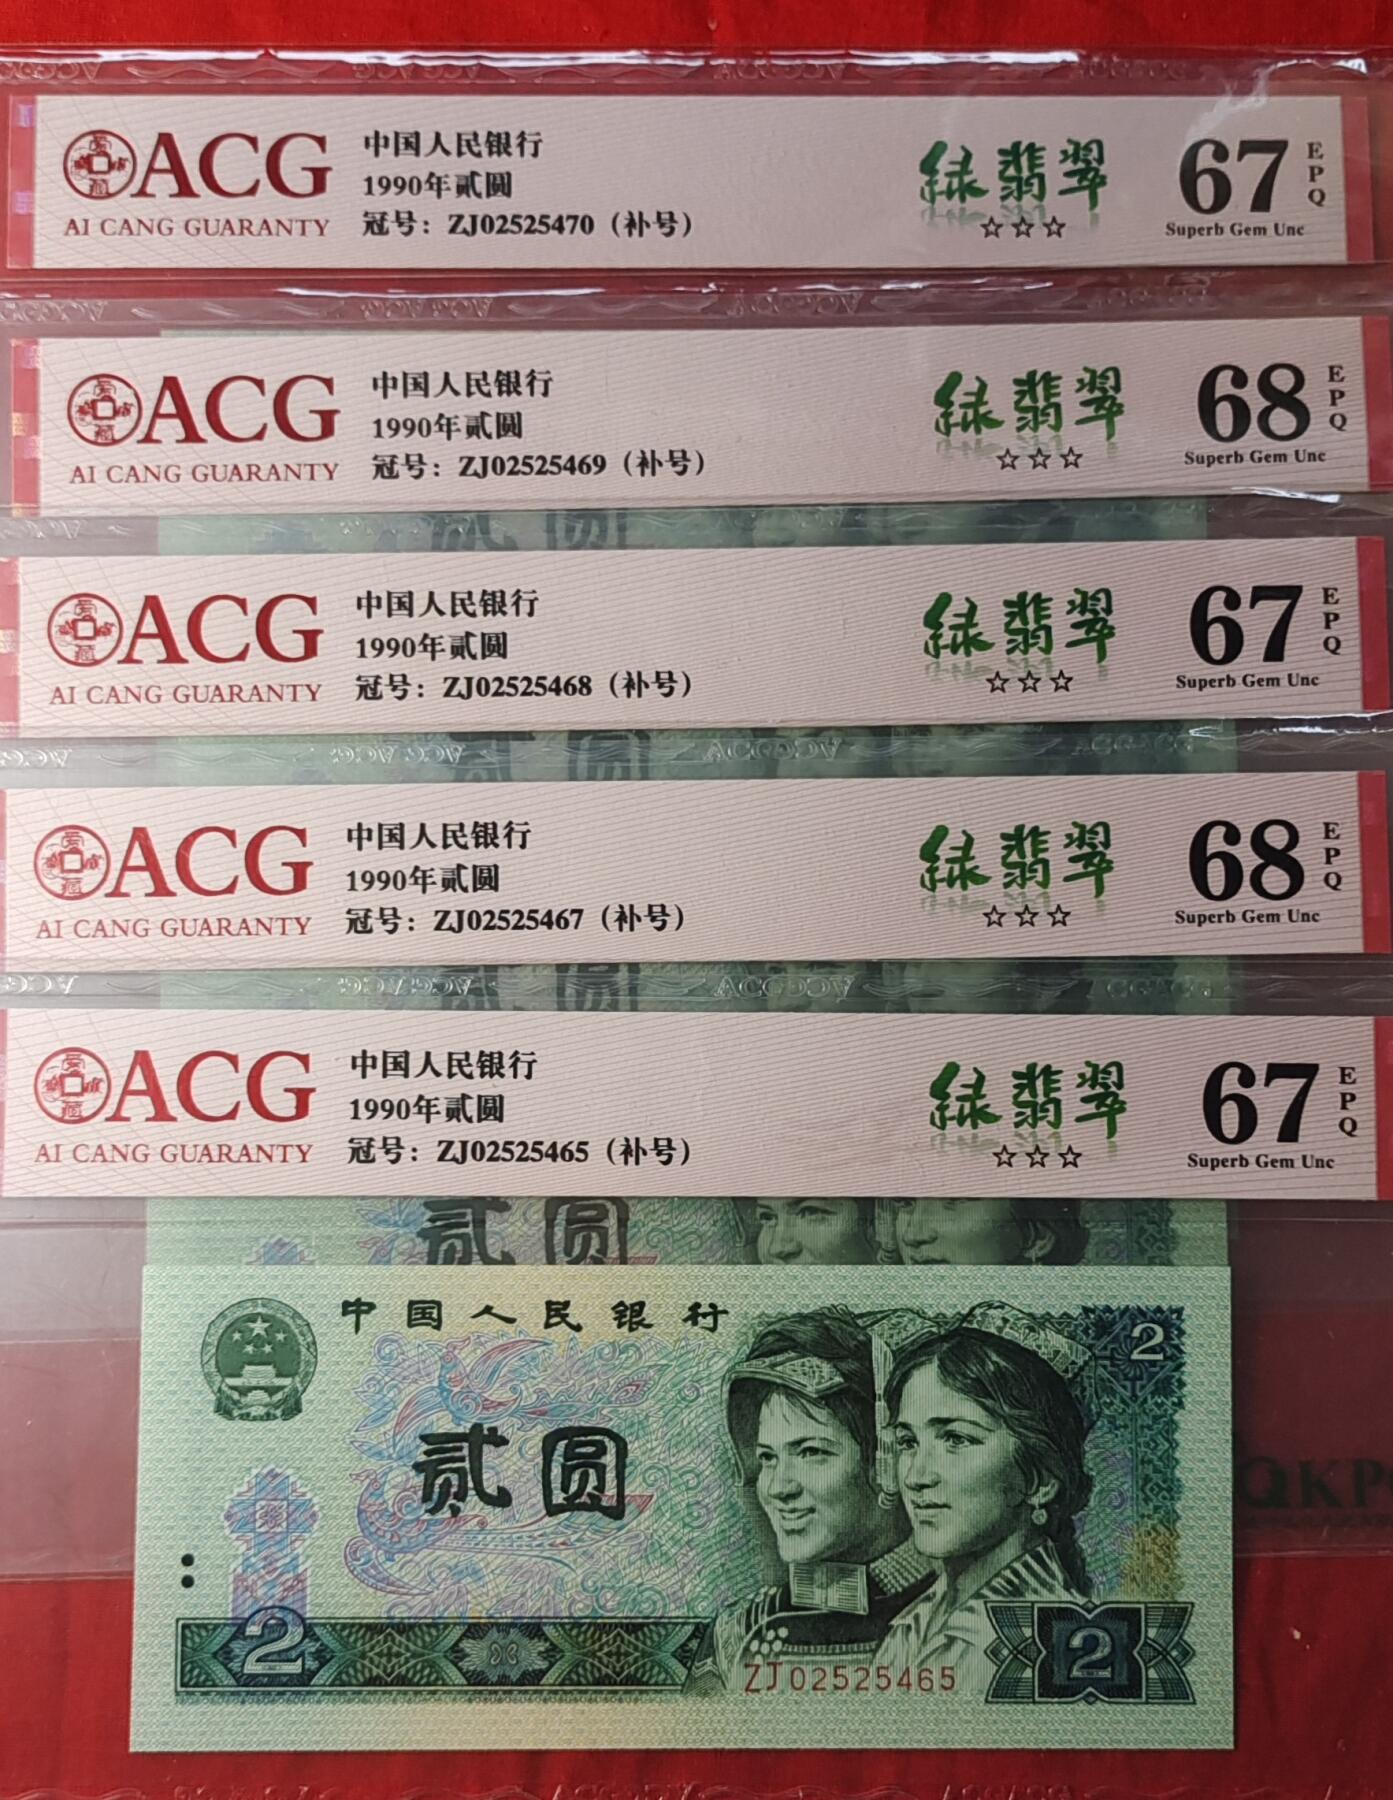 ACG
AI CANG GUARANTY
中国人民银行
1990年贰圆
冠号：ZJ02525470（补号）
绿翡翠
☆☆☆
67
EPQ
Superb Gem Unc
ACG
AI CANG GUARANTY
中国人民银行
1990年贰圆
冠号：ZJ02525469（补号）
绿翡翠
☆☆☆
68
EPQ
Superb Gem Unc
ACG
AI CANG GUARANTY
中国人民银行
1990年贰圆
冠号：ZJ02525468（补号）
绿翡翠
☆☆☆
67
EPQ
Superb Gem Unc
ACG
AI CANG GUARANTY
中国人民银行
1990年贰圆
冠号：ZJ02525467（补号）
绿翡翠
☆☆☆
68
EPQ
Superb Gem Unc
ACG
AI CANG GUARANTY
中国人民银行
1990年贰圆
冠号：ZJ02525465（补号）
绿翡翠
☆☆☆
67
EPQ
Superb Gem Unc
贰圆
中国人民银行
2
贰圆
2
2
ZJ02525465